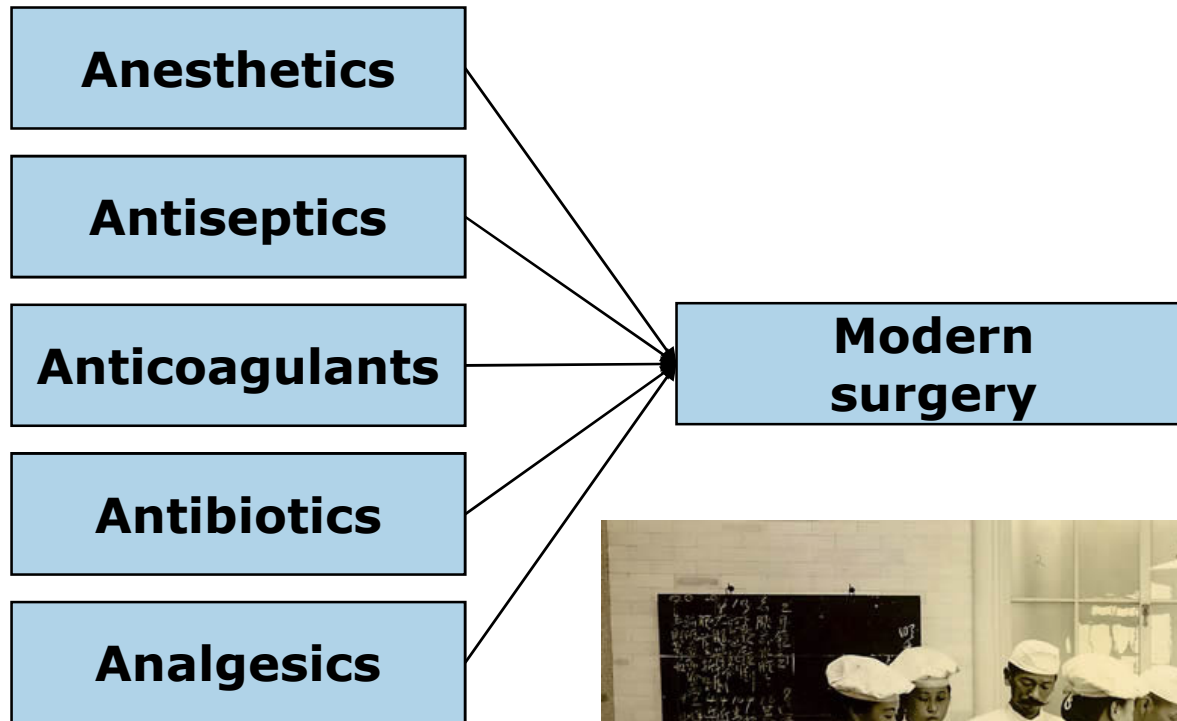 Anesthetics
Antiseptics
Anticoagulants
Antibiotics
Analgesics
Modern
surgery